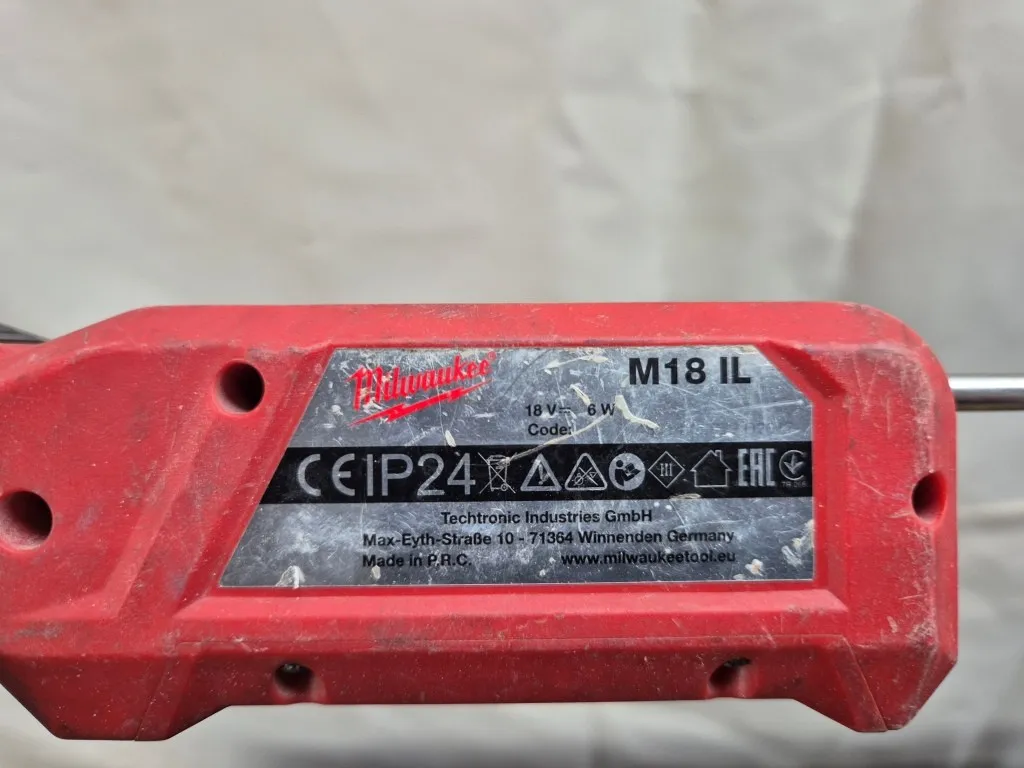 Milwaukee®
M18 IL
18 V⎓ 6 W
Code:
CE IP24 III EAC
Techtronic Industries GmbH
Max-Eyth-Straße 10 - 71364 Winnenden Germany
Made in P.R.C. www.milwaukeetool.eu